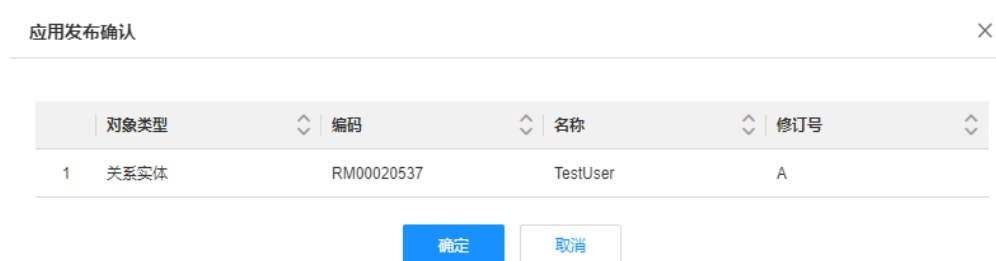 应用发布确认
对象类型 编码 名称 修订号
1 关系实体 RM00020537 TestUser A
确定 取消